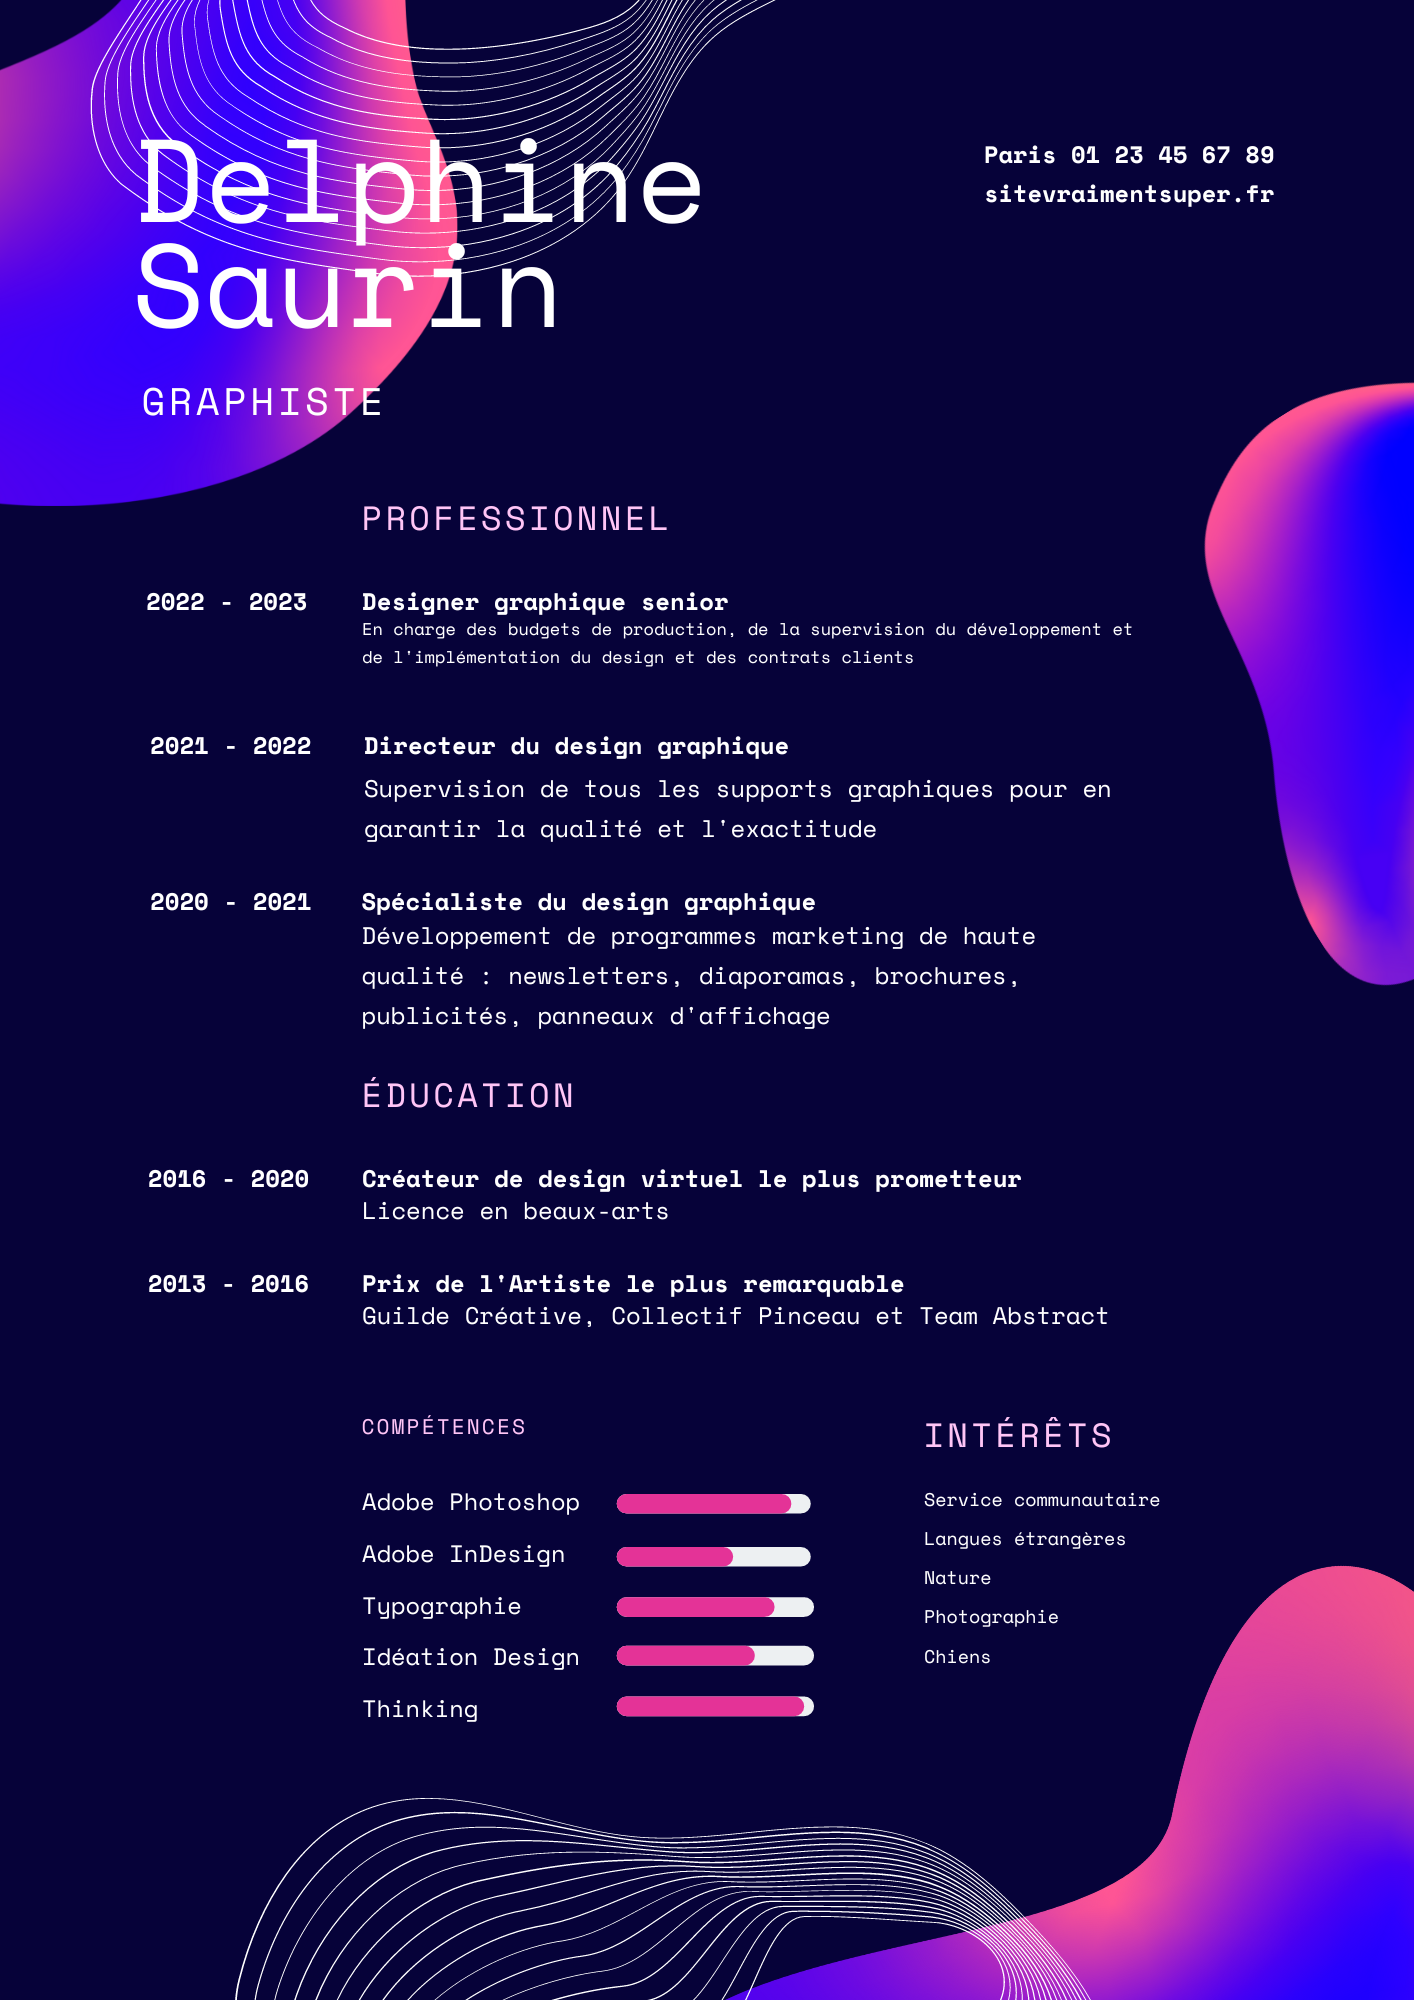 Delphine
Saurin
GRAPHISTE
Paris 01 23 45 67 89
sitevraimentsuper.fr
PROFESSIONNEL
2022 - 2023
Designer graphique senior
En charge des budgets de production, de la supervision du développement et
de l'implémentation du design et des contrats clients
2021 - 2022
Directeur du design graphique
Supervision de tous les supports graphiques pour en
garantir la qualité et l'exactitude
2020 - 2021
Spécialiste du design graphique
Développement de programmes marketing de haute
qualité : newsletters, diaporamas, brochures,
publicités, panneaux d'affichage
ÉDUCATION
2016 - 2020
Créateur de design virtuel le plus prometteur
Licence en beaux-arts
2013 - 2016
Prix de l'Artiste le plus remarquable
Guilde Créative, Collectif Pinceau et Team Abstract
COMPÉTENCES
Adobe Photoshop
Adobe InDesign
Typographie
Idéation Design
Thinking
INTÉRÊTS
Service communautaire
Langues étrangères
Nature
Photographie
Chiens